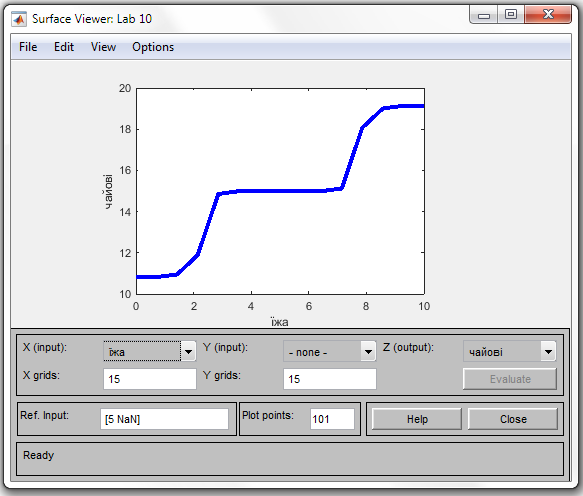 Surface Viewer: Lab 10
File Edit View Options
20
18
16
14
12
10
чайові
0 2 4 6 8 10
їжа
X (input): їжа Y (input): - none - Z (output): чайові
X grids: 15 Y grids: 15 Evaluate
Ref. Input: [5 NaN] Plot points: 101 Help Close
Ready